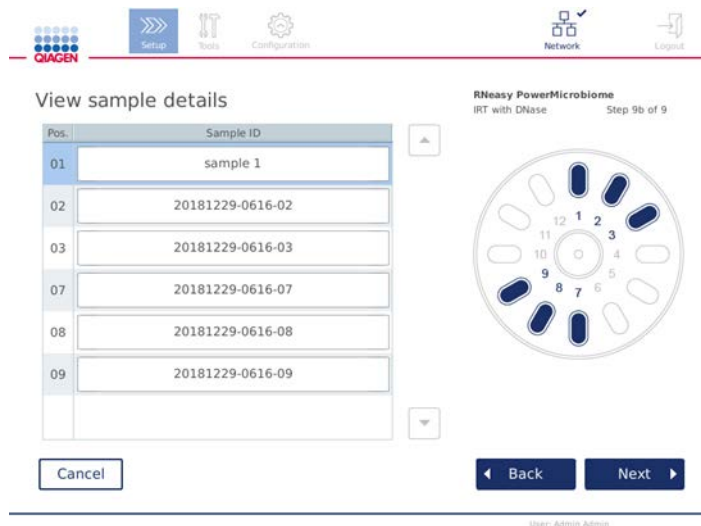 QIAGEN
Setup
Tools
Configuration
Network
Logout
View sample details
RNeasy PowerMicrobiome
IRT with DNase Step 9b of 9
Pos. Sample ID
01 sample 1
02 20181229-0616-02
03 20181229-0616-03
07 20181229-0616-07
08 20181229-0616-08
09 20181229-0616-09
12 1 2
11 3
10 4
9 5
8 7 6
Cancel
Back
Next
User: Admin Admin